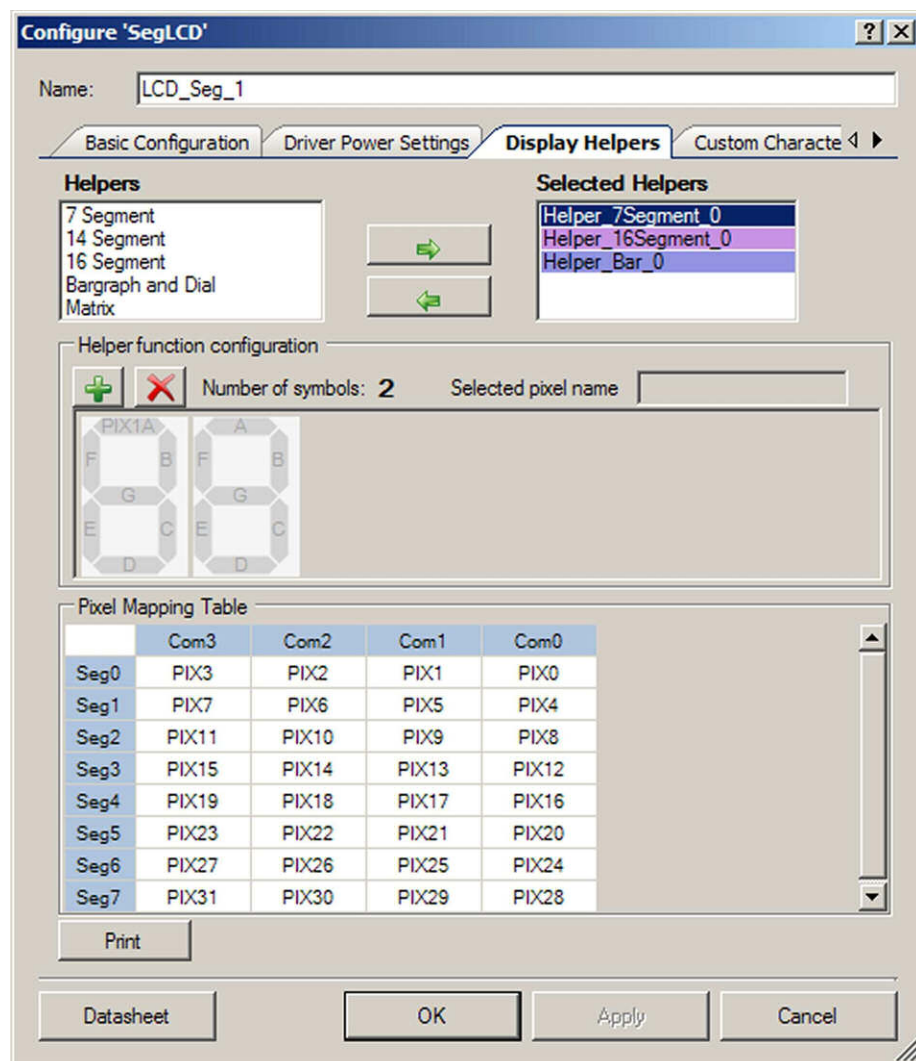 Configure 'SegLCD'
Name: LCD_Seg_1
Basic Configuration Driver Power Settings Display Helpers Custom Characte
Helpers Selected Helpers
7 Segment Helper_7Segment_0
14 Segment Helper_16Segment_0
16 Segment Helper_Bar_0
Bargraph and Dial
Matrix
Helper function configuration
Number of symbols: 2 Selected pixel name
PIX1A A
F B F B
G G
E C E C
D D
Pixel Mapping Table
Com3 Com2 Com1 Com0
Seg0 PIX3 PIX2 PIX1 PIX0
Seg1 PIX7 PIX6 PIX5 PIX4
Seg2 PIX11 PIX10 PIX9 PIX8
Seg3 PIX15 PIX14 PIX13 PIX12
Seg4 PIX19 PIX18 PIX17 PIX16
Seg5 PIX23 PIX22 PIX21 PIX20
Seg6 PIX27 PIX26 PIX25 PIX24
Seg7 PIX31 PIX30 PIX29 PIX28
Print
Datasheet OK Apply Cancel